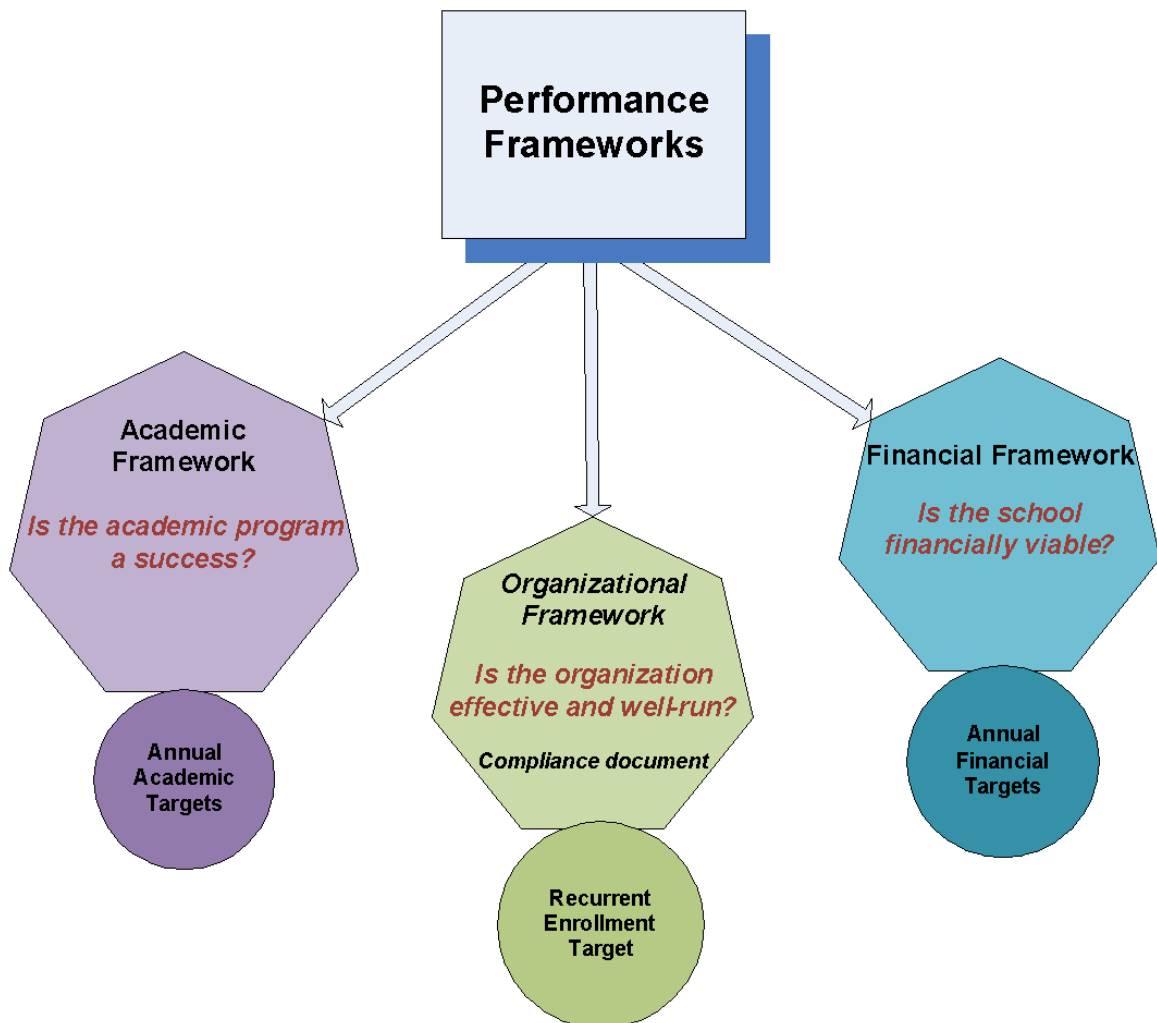 Performance
Frameworks
Academic
Framework
Is the academic program
a success?
Annual
Academic
Targets
Organizational
Framework
Is the organization
effective and well-run?
Compliance document
Recurrent
Enrollment
Target
Financial Framework
Is the school
financially viable?
Annual
Financial
Targets